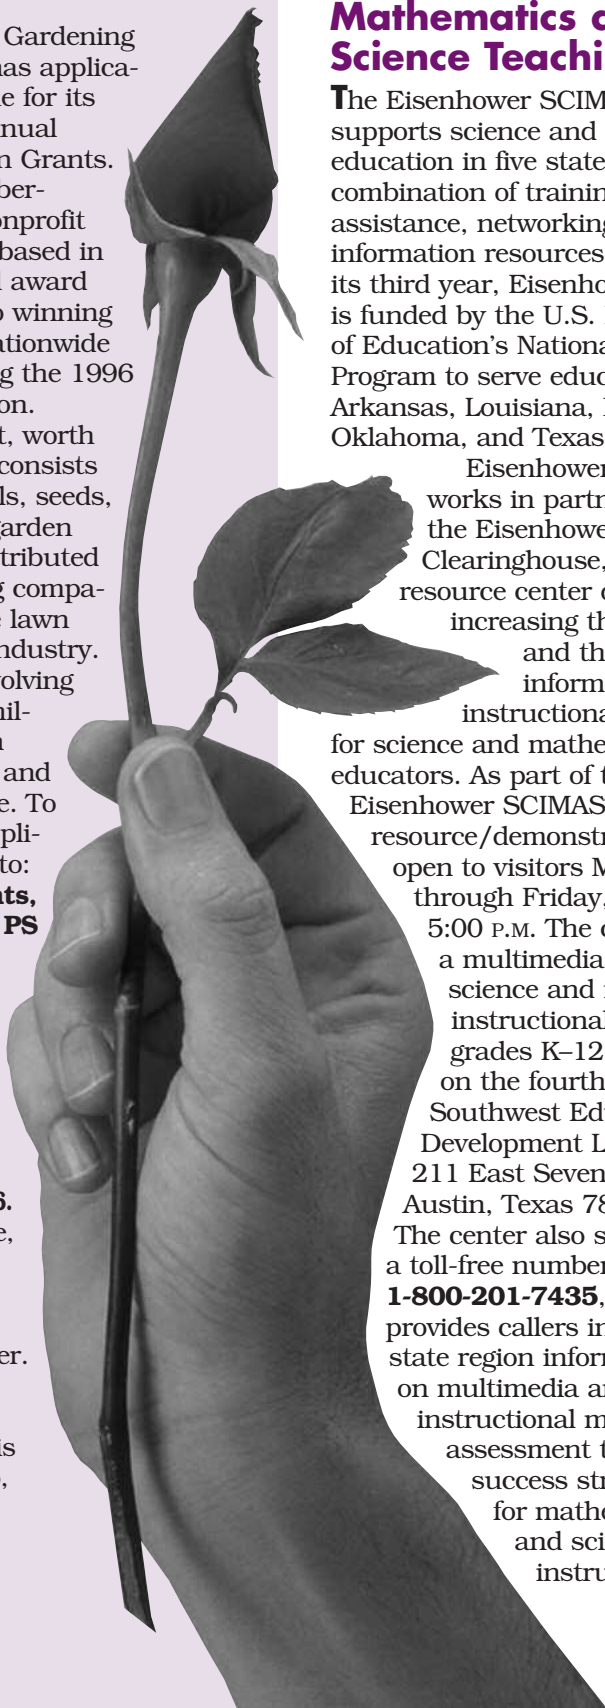 Gardening
has applica-
e for its
nual
n Grants.
ber-
onprofit
based in
l award
o winning
ationwide
g the 1996
on.
t, worth
consists
ls, seeds,
garden
tributed
g compa-
e lawn
ndustry.
volving
hil-
n
and
e. To
pli-
to:
nts,
PS
6.
e,
er.
is
,
Mathematics a
Science Teachi
The Eisenhower SCIM
supports science and
education in five state
combination of trainin
assistance, networking
information resources
its third year, Eisenho
is funded by the U.S.
of Education's Nationa
Program to serve educ
Arkansas, Louisiana,
Oklahoma, and Texas
Eisenhower
works in partn
the Eisenhowe
Clearinghouse,
resource center
increasing th
and th
inform
instructiona
for science and mathe
educators. As part of t
Eisenhower SCIMAS
resource/demonstr
open to visitors M
through Friday,
5:00 P.M. The
a multimedia
science and
instructional
grades K–12
on the fourth
Southwest Edu
Development L
211 East Seven
Austin, Texas 78
The center also s
a toll-free number
1-800-201-7435,
provides callers in
state region inform
on multimedia an
instructional m
assessment t
success str
for mathe
and sci
instru